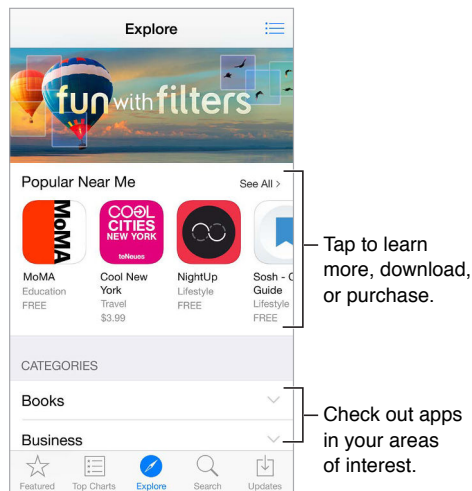 Explore
fun with filters
Popular Near Me
See All >
MoMA
COOL
CITIES
NEW YORK
teNeues
MoMA
Education
FREE
Cool New
York
Travel
$3.99
NightUp
Lifestyle
FREE
Sosh - C
Guide
Lifestyle
FREE
Tap to learn
more, download,
or purchase.
CATEGORIES
Books
Business
Check out apps
in your areas
of interest.
Featured
Top Charts
Explore
Search
Updates